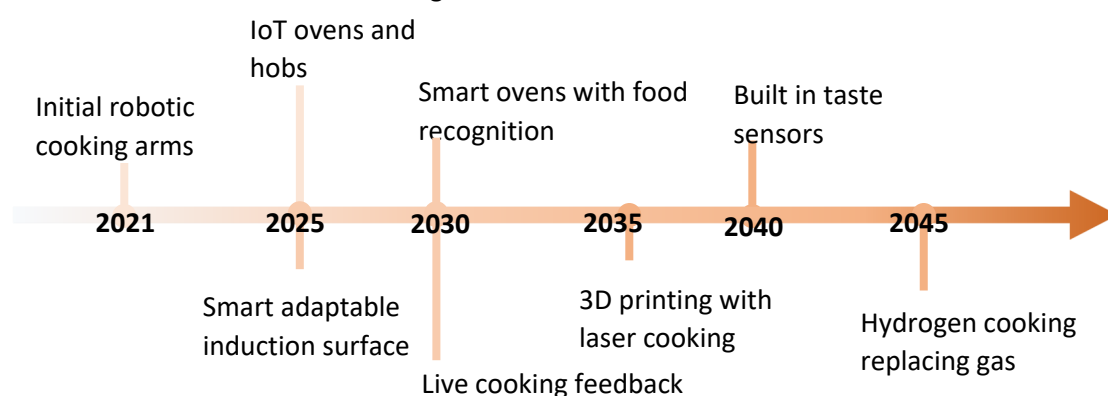 IoT ovens and
hobs
Initial robotic
cooking arms
Smart ovens with food
recognition
Built in taste
sensors
2021
2025
2030
2035
2040
2045
Smart adaptable
induction surface
Live cooking feedback
3D printing with
laser cooking
Hydrogen cooking
replacing gas